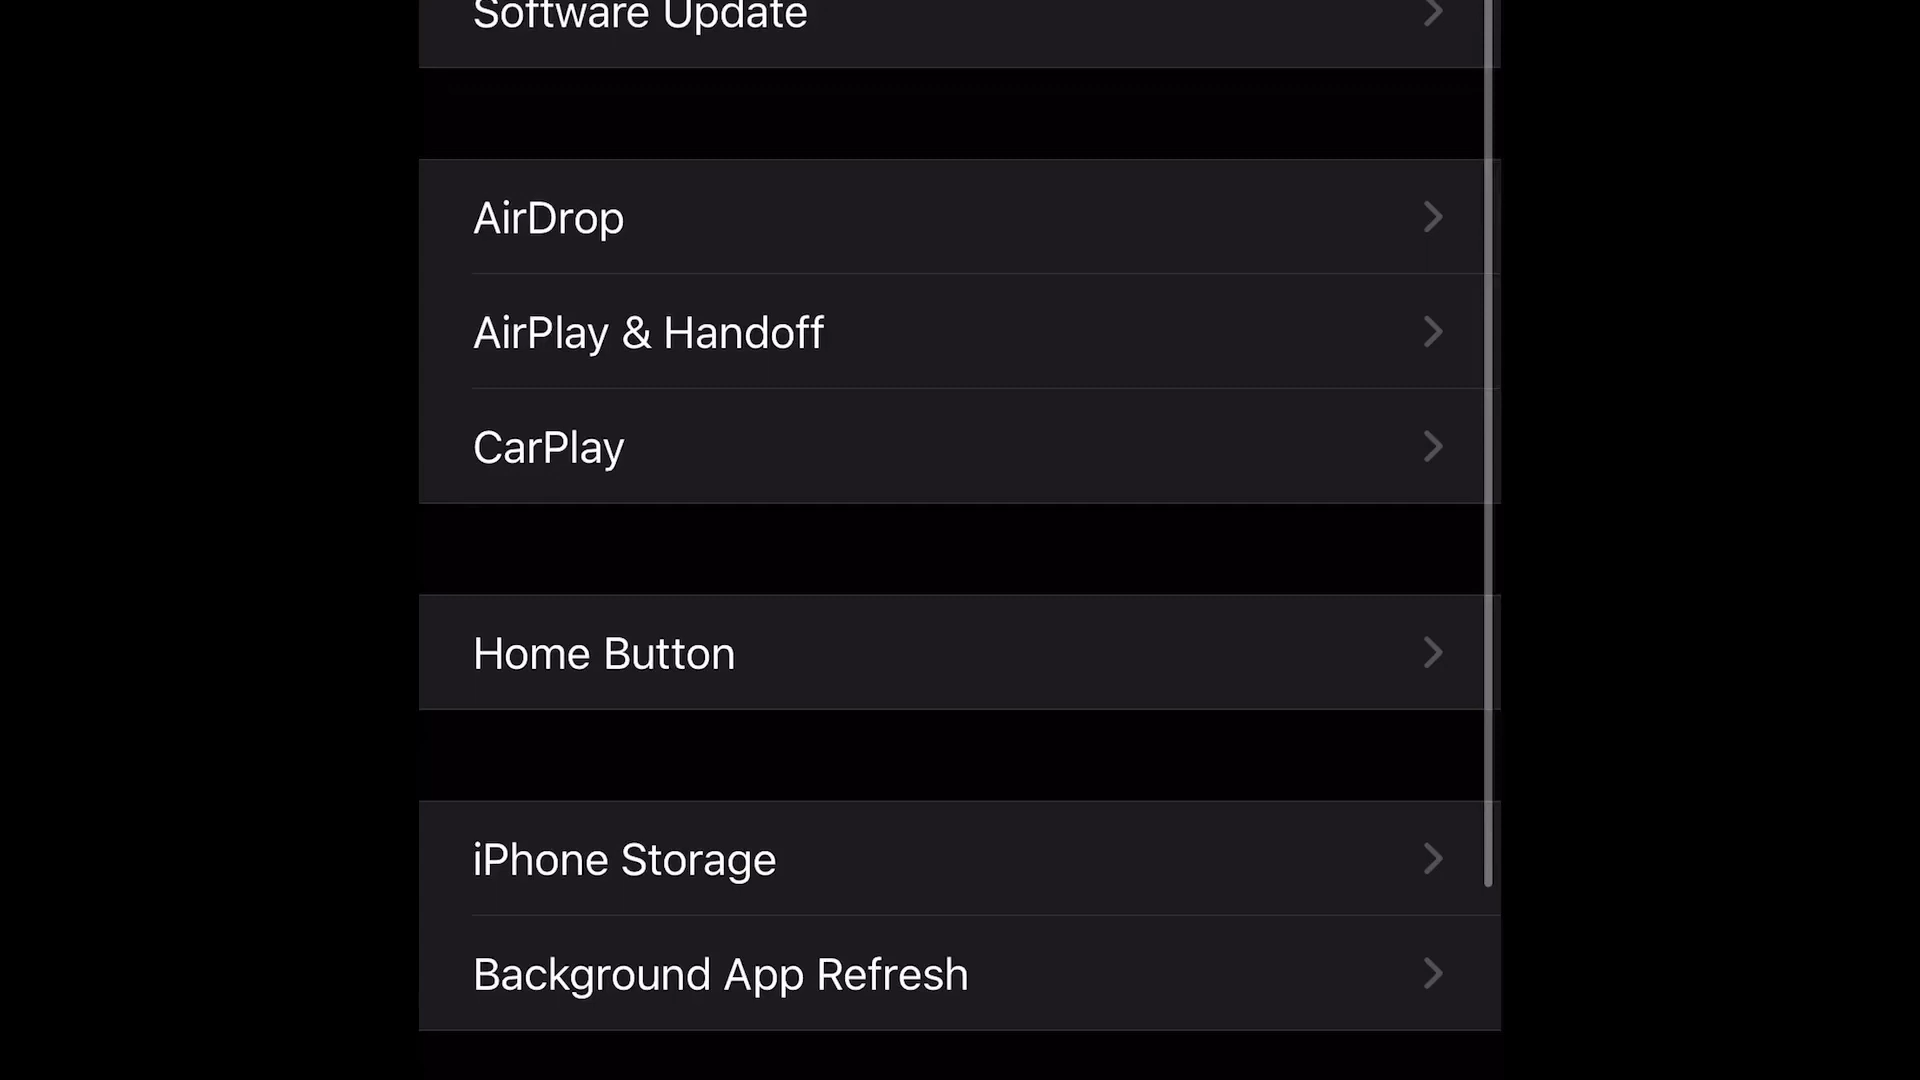 Software Update
AirDrop
AirPlay & Handoff
CarPlay
Home Button
iPhone Storage
Background App Refresh